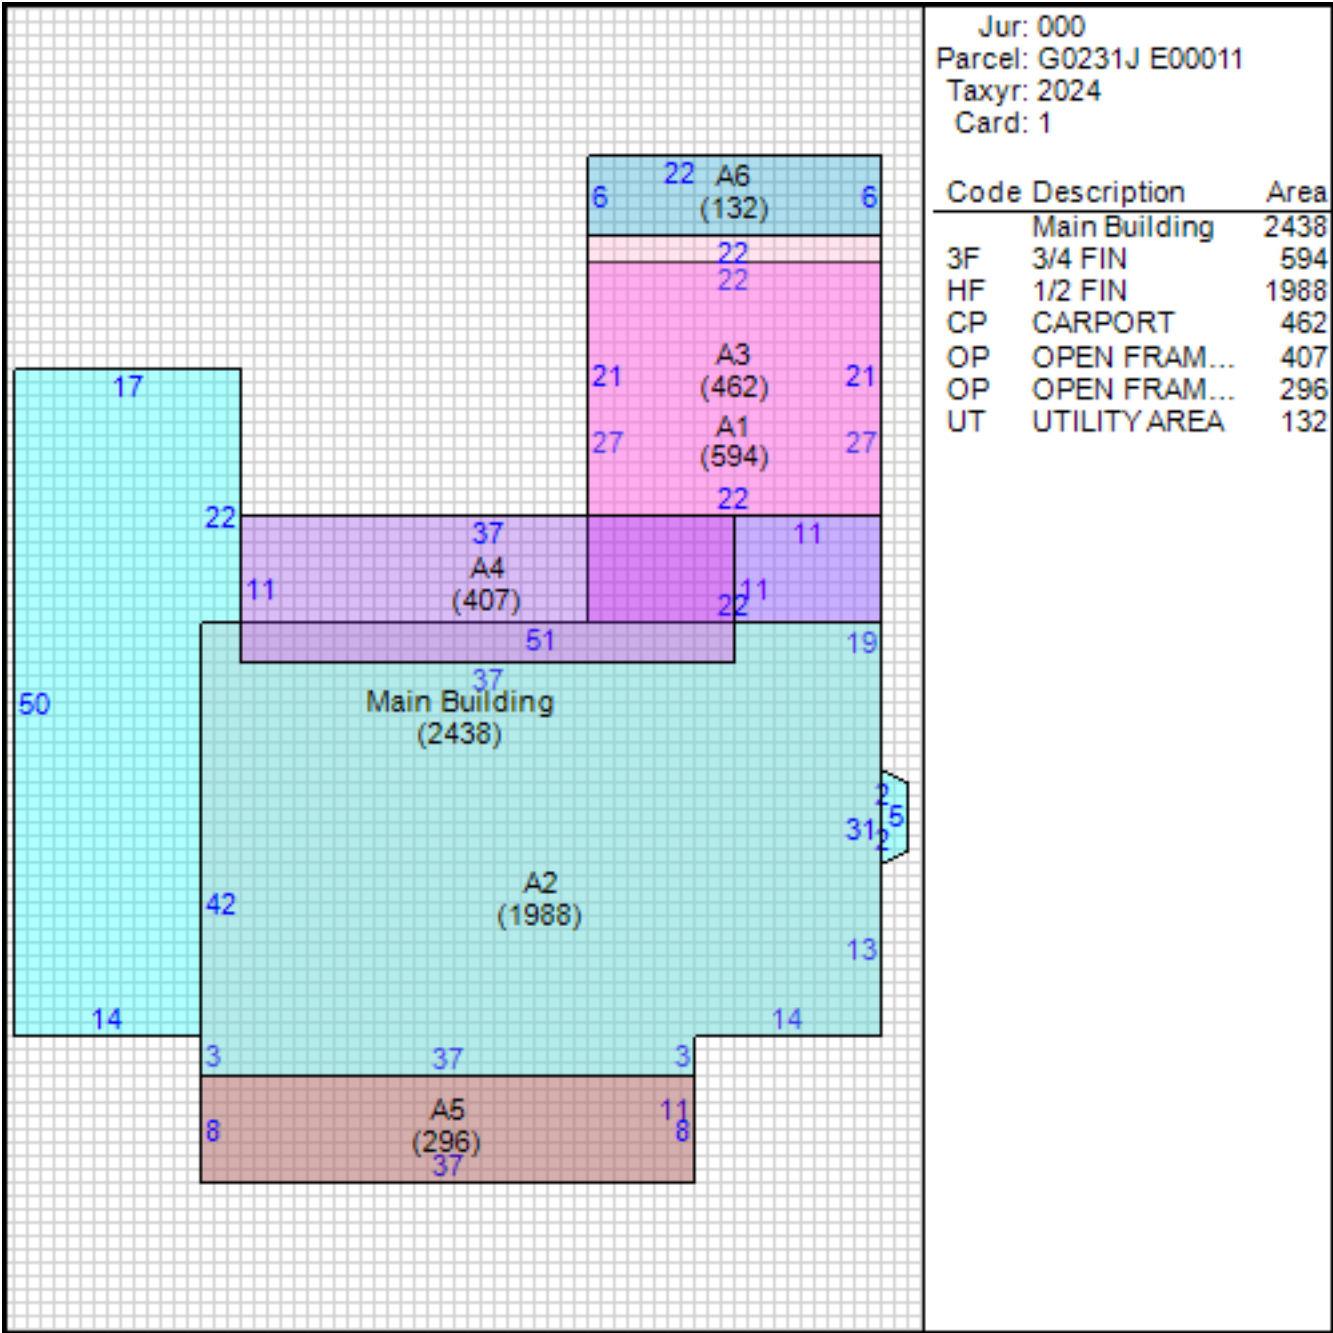 Jur: 000
Parcel: G0231J E00011
Taxyr: 2024
Card: 1
Code Description Area
Main Building 2438
3F 3/4 FIN 594
HF 1/2 FIN 1988
CP CARPORT 462
OP OPEN FRAM... 407
OP OPEN FRAM... 296
UT UTILITY AREA 132
22 A6
6 (132) 6
22
22
A3
21 (462) 21
A1
27 (594) 27
22
17
22
37 11
A4
11 (407) 11
22
51 19
37
50 Main Building
(2438)
2
5
31 2
A2
42 (1988)
13
14 14
3 37 3
A5 11
8 (296) 8
37